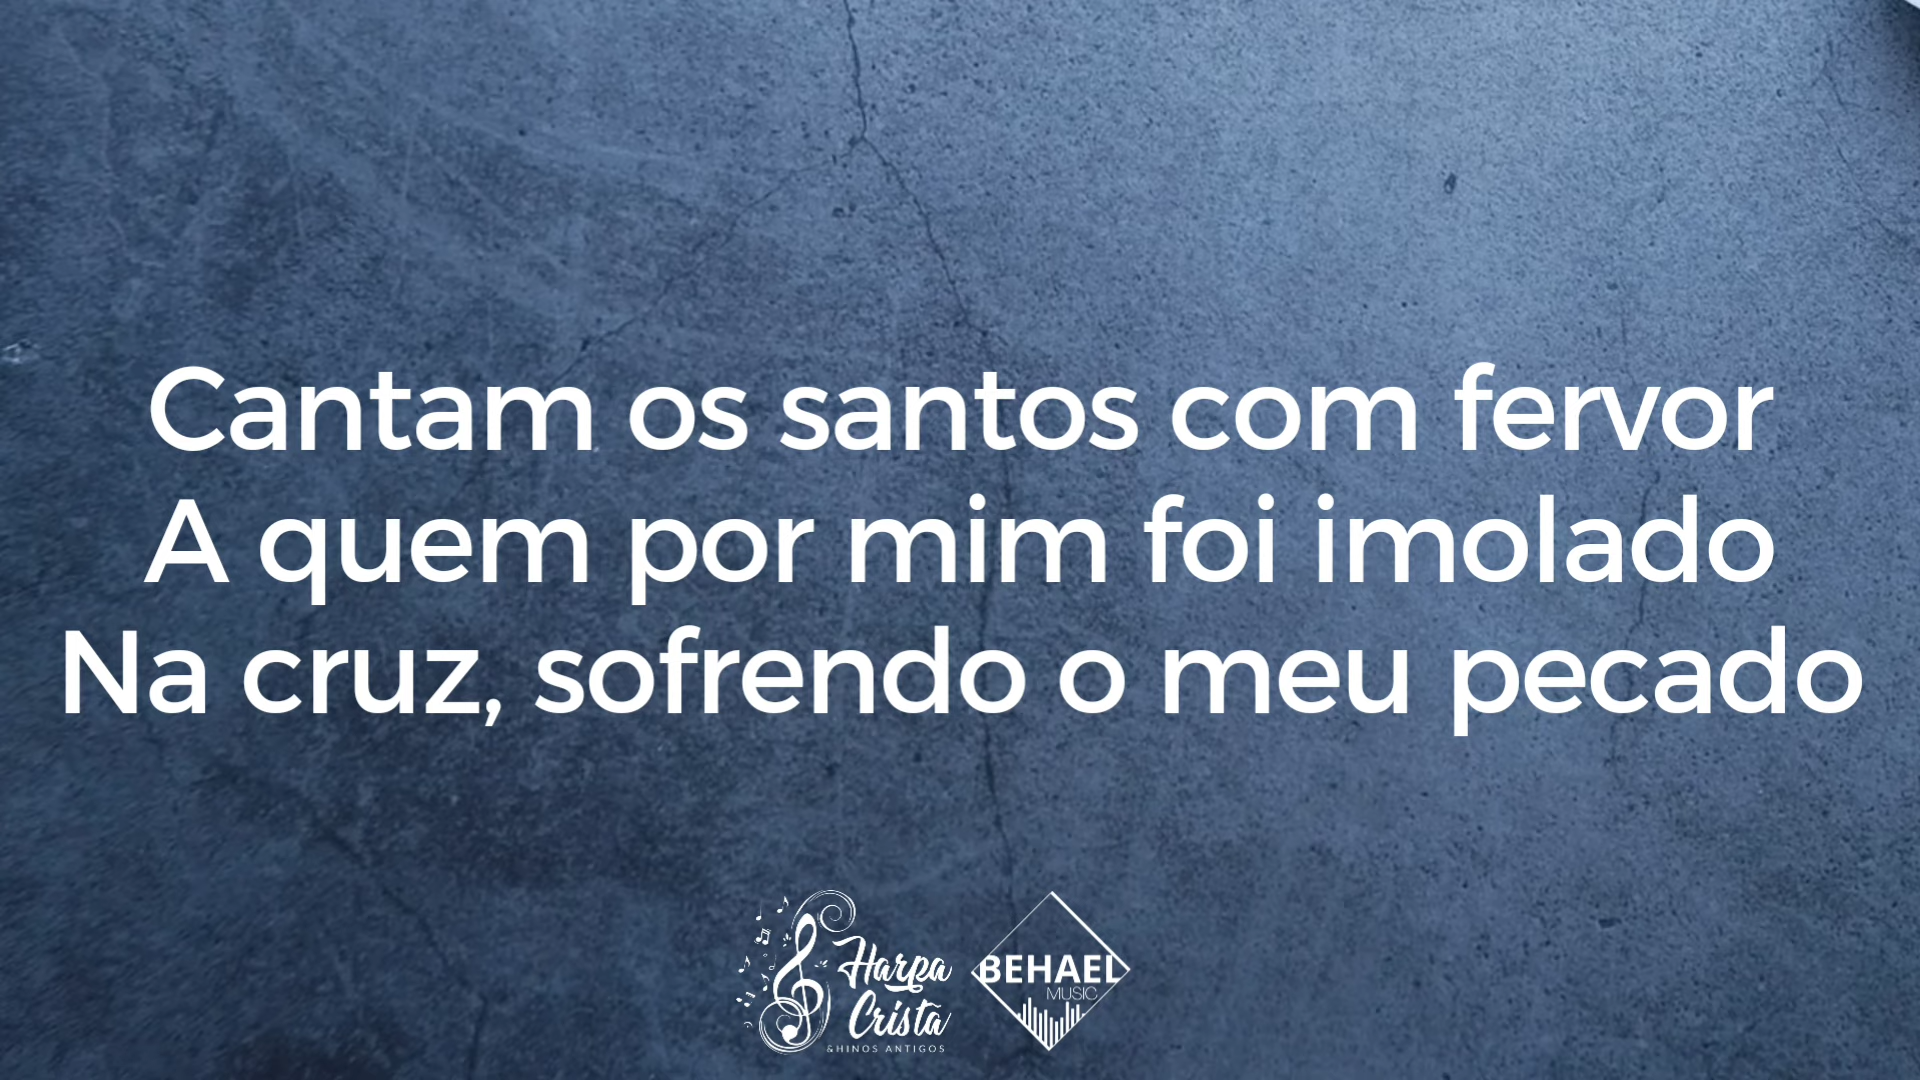 Cantam os santos com fervor
A quem por mim foi imolado
Na cruz, sofrendo o meu pecado
Harpa
Cristã
&HINOS ANTIGOS
BEHAEL
MUSIC